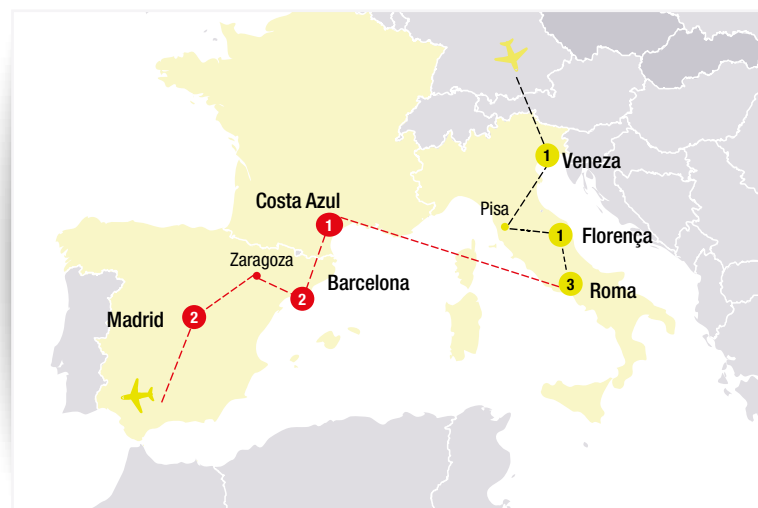 1 Veneza
Costa Azul
1
Pisa
1 Florença
Zaragoza
2 Barcelona
3 Roma
Madrid 2